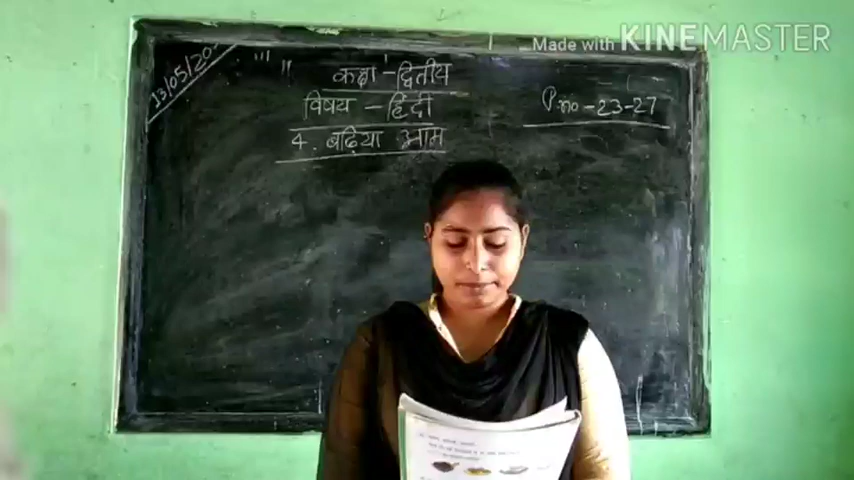 Made with KINEMASTER
13/05/20
कक्षा - द्वितीय
विषय - हिंदी
P.no - 23-27
4. बढ़िया आम